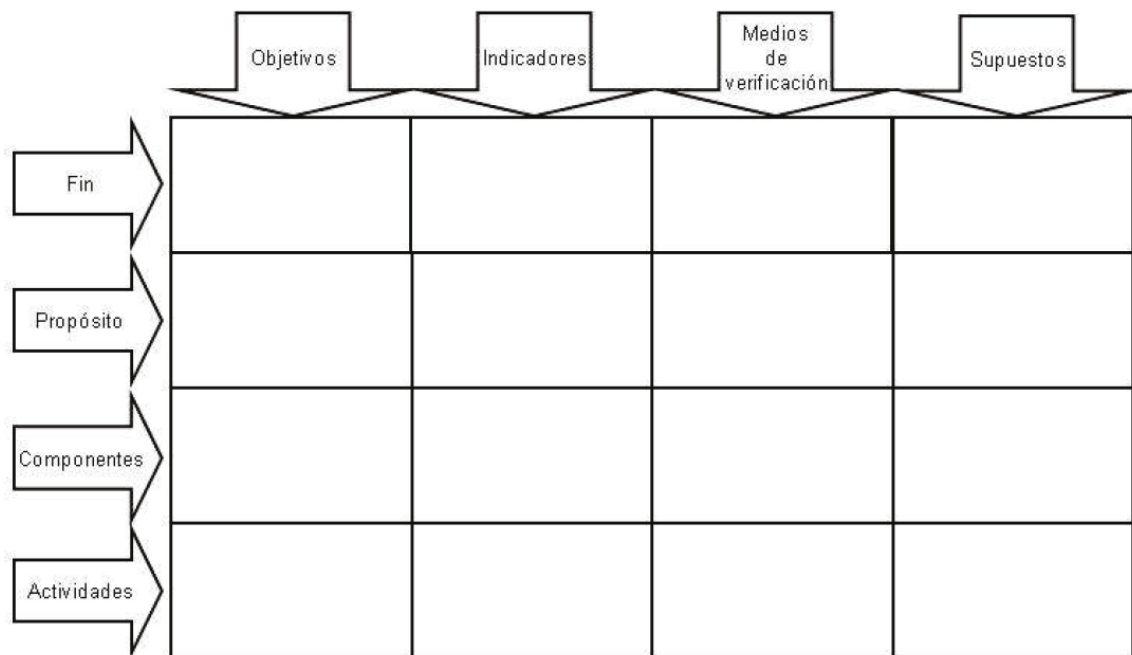 Objetivos
Indicadores
Medios
de
verificación
Supuestos
Fin
Propósito
Componentes
Actividades